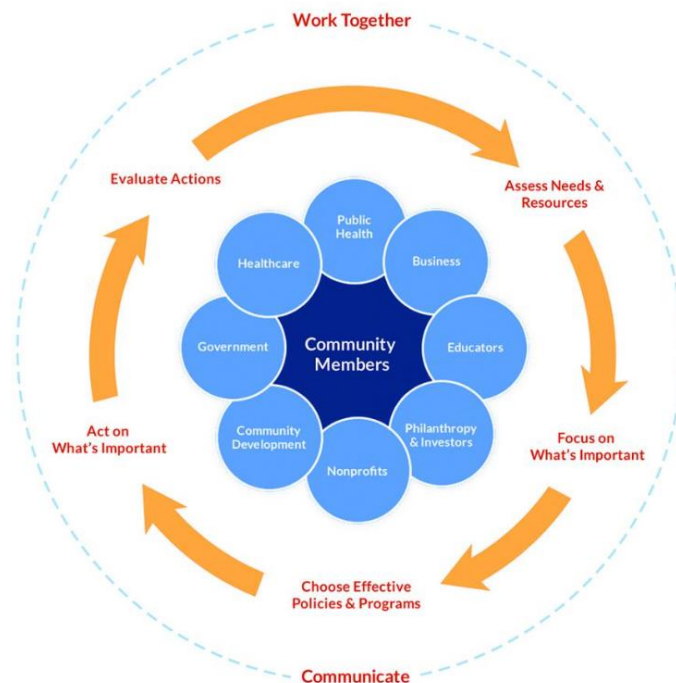 Work Together
Evaluate Actions
Assess Needs &
Resources
Public
Health
Healthcare
Business
Government
Community
Members
Educators
Community
Development
Philanthropy
& Investors
Nonprofits
Act on
What's Important
Focus on
What's Important
Choose Effective
Policies & Programs
Communicate